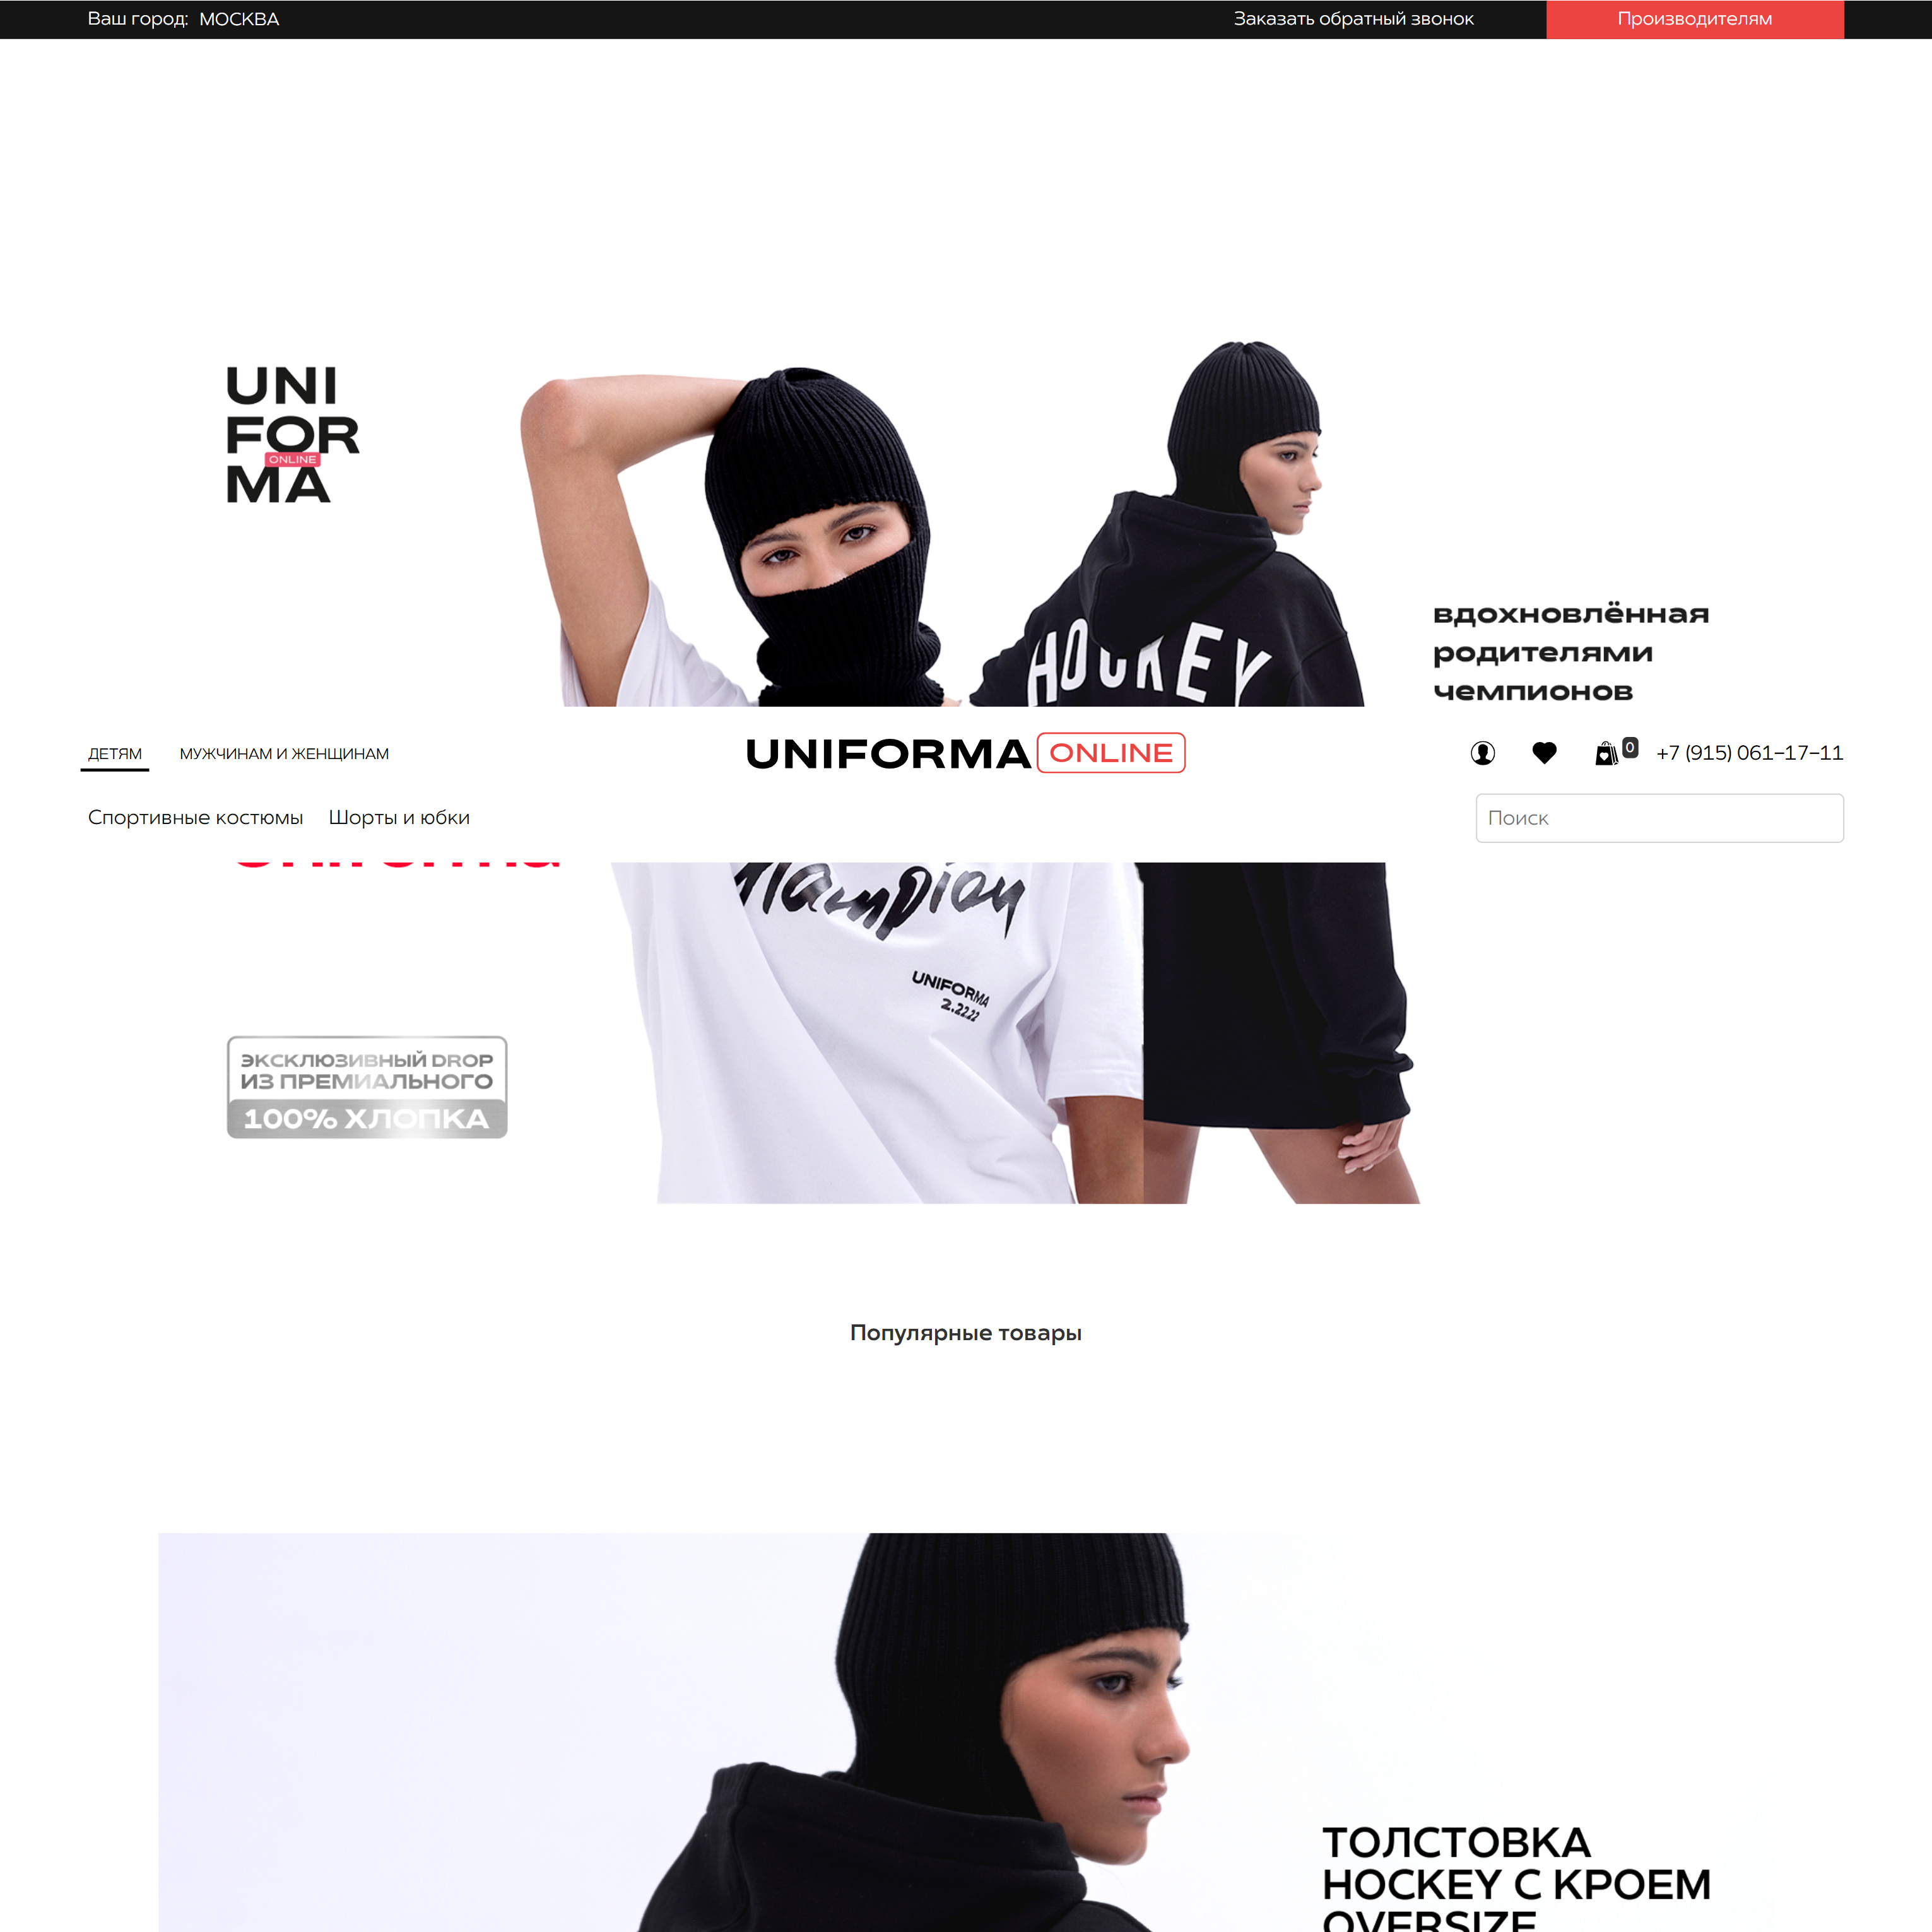 Ваш город: МОСКВА
Заказать обратный звонок
Производителям
UNI
FOR
ONLINE
MA
HOCKEY
вдохновлённая
родителями
чемпионов
ДЕТЯМ
МУЖЧИНАМ И ЖЕНЩИНАМ
UNIFORMA ONLINE
0
+7 (915) 061-17-11
Спортивные костюмы
Шорты и юбки
Поиск
UNIFORMA
2.22.22
ЭКСКЛЮЗИВНЫЙ DROP
ИЗ ПРЕМИАЛЬНОГО
100% ХЛОПКА
Популярные товары
ТОЛСТОВКА
HOCKEY С КРОЕМ
OVERSIZE